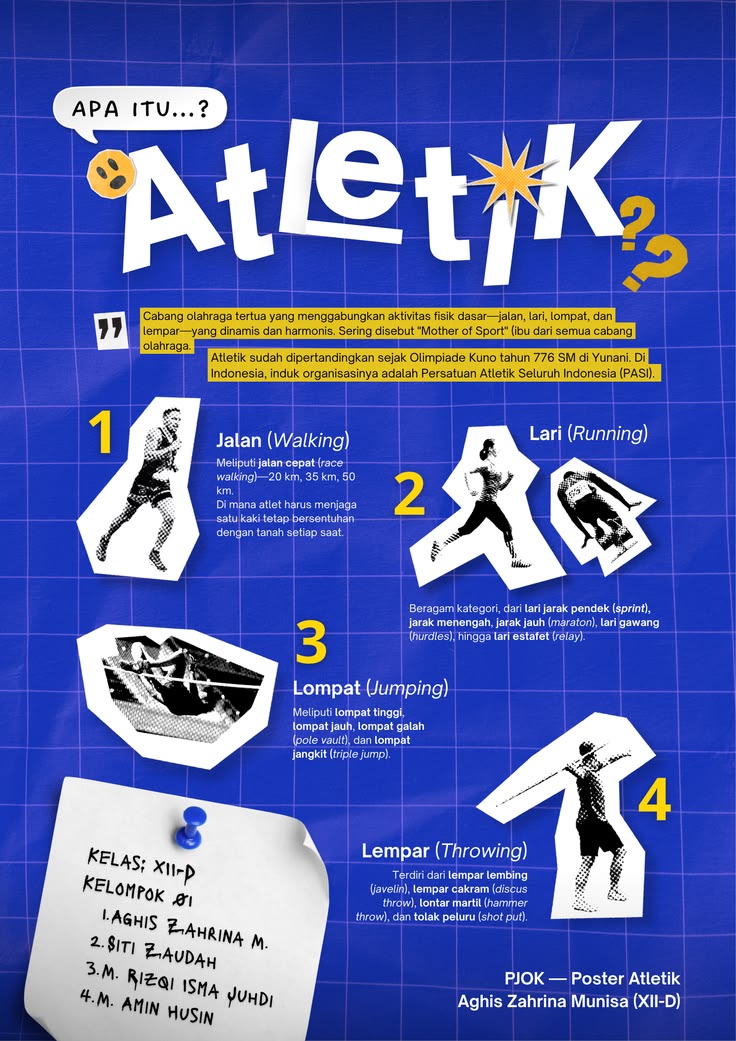 APA ITU...?
AtletiK
??
"
Cabang olahraga tertua yang menggabungkan aktivitas fisik dasar—jalan, lari, lompat, dan
lempar—yang dinamis dan harmonis. Sering disebut "Mother of Sport" (ibu dari semua cabang
olahraga.
Atletik sudah dipertandingkan sejak Olimpiade Kuno tahun 776 SM di Yunani. Di
Indonesia, induk organisasinya adalah Persatuan Atletik Seluruh Indonesia (PASI).
1
Jalan (Walking)
Meliputi jalan cepat (race
walking)—20 km, 35 km, 50
km.
Di mana atlet harus menjaga
satu kaki tetap bersentuhan
dengan tanah setiap saat.
2
Lari (Running)
Beragam kategori, dari lari jarak pendek (sprint),
jarak menengah, jarak jauh (maraton), lari gawang
(hurdles), hingga lari estafet (relay).
3
Lompat (Jumping)
Meliputi lompat tinggi,
lompat jauh, lompat galah
(pole vault), dan lompat
jangkit (triple jump).
4
Lempar (Throwing)
Terdiri dari lempar lembing
(javelin), lempar cakram (discus
throw), lontar martil (hammer
throw), dan tolak peluru (shot put).
KELAS; XII-D
KELOMPOK 01
1.AGHIS ZAHRINA M.
2.SITI ZAUDAH
3.M. RIZQI ISMA JUHDI
4.M. AMIN HUSIN
PJOK — Poster Atletik
Aghis Zahrina Munisa (XII-D)